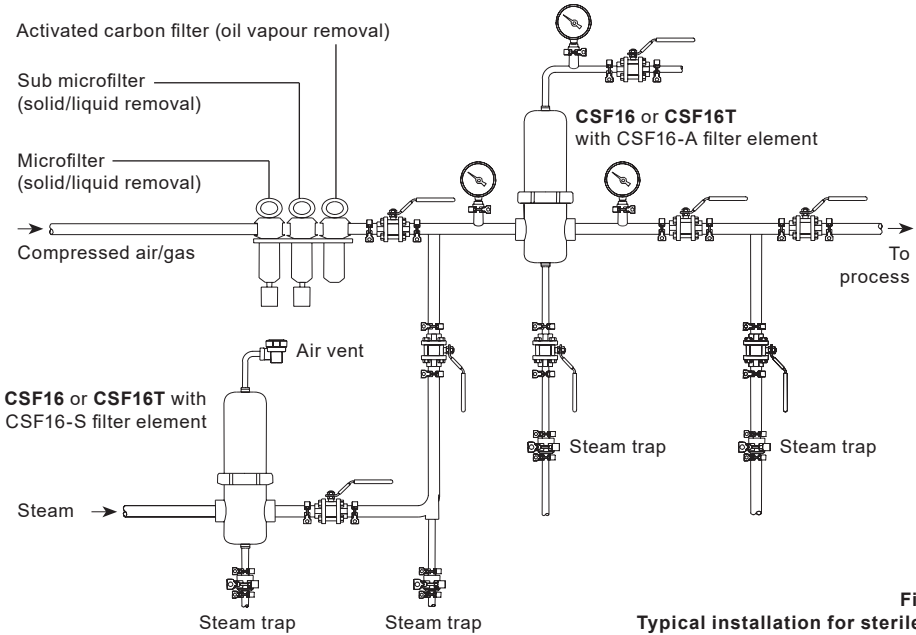 Activated carbon filter (oil vapour removal)
Sub microfilter
(solid/liquid removal)
Microfilter
(solid/liquid removal)
CSF16 or CSF16T
with CSF16-A filter element
Compressed air/gas
To
process
Air vent
CSF16 or CSF16T with
CSF16-S filter element
Steam trap
Steam trap
Steam
Steam trap
Steam trap
Typical installation for sterile